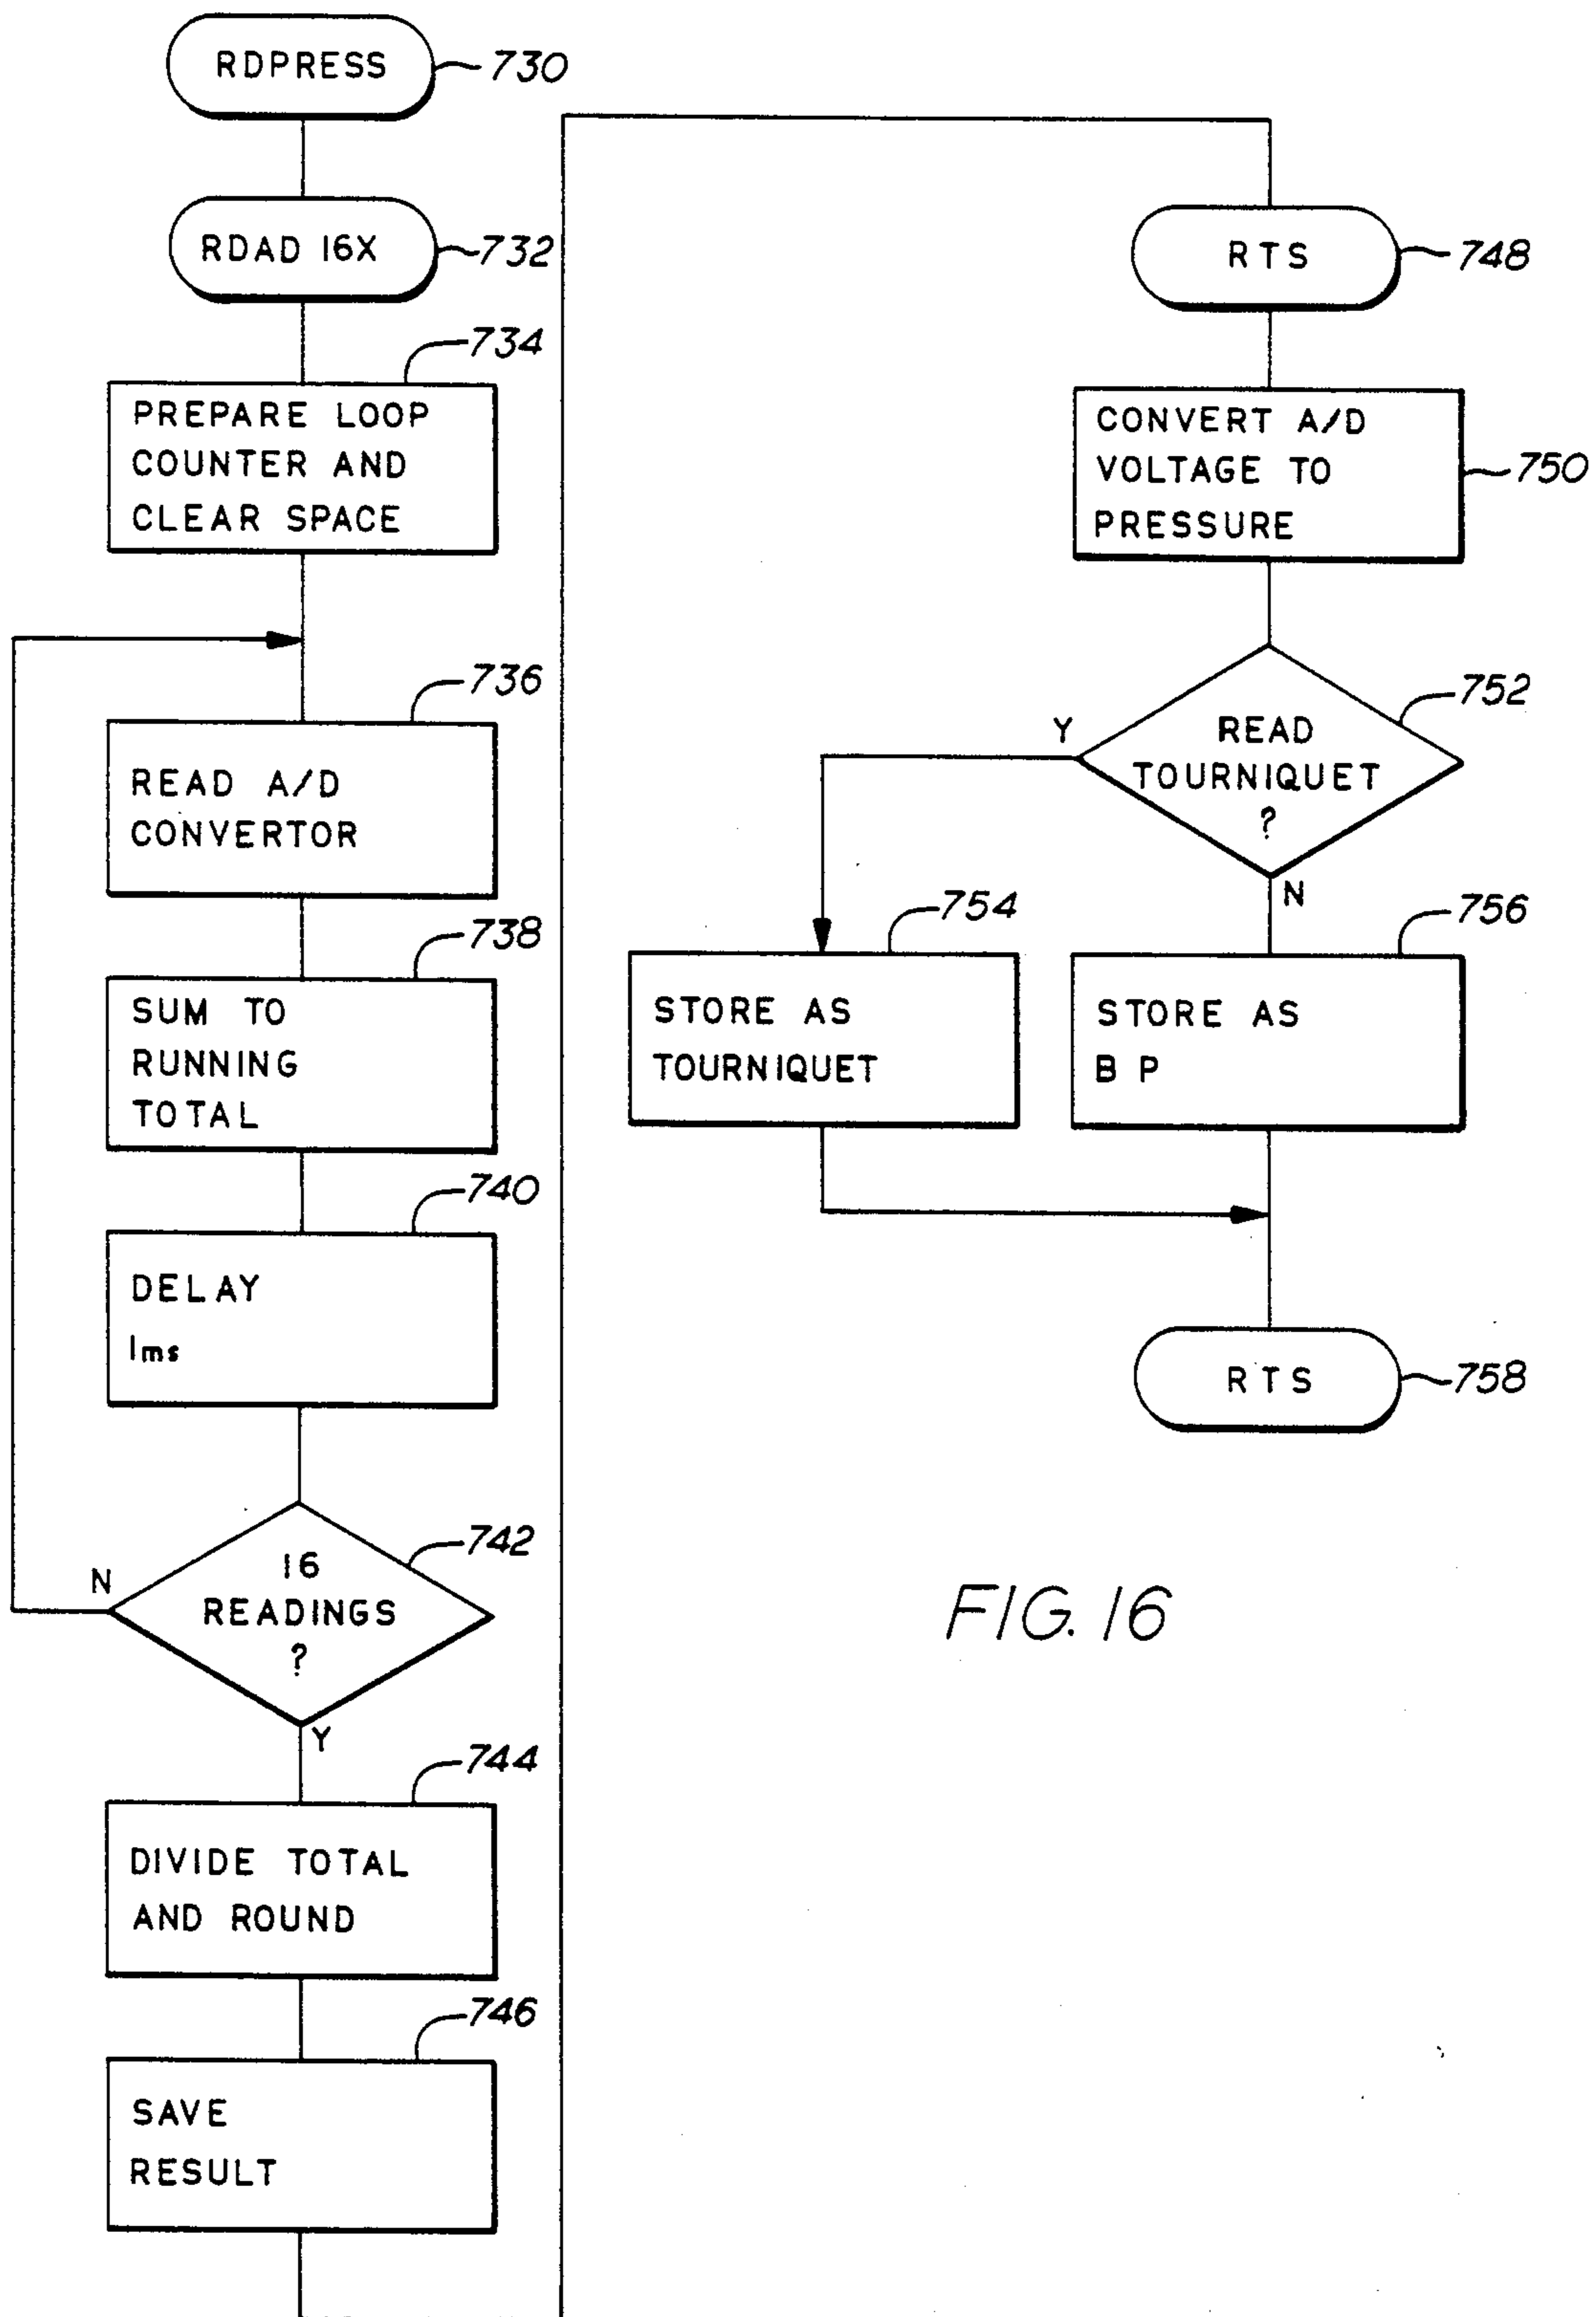 RDPRESS
730
RDAD 16X
732
734
PREPARE LOOP
COUNTER AND
CLEAR SPACE
736
READ A/D
CONVERTOR
738
SUM TO
RUNNING
TOTAL
740
DELAY
1ms
742
16
READINGS
?
N
Y
744
DIVIDE TOTAL
AND ROUND
746
SAVE
RESULT
RTS
748
CONVERT A/D
VOLTAGE TO
PRESSURE
750
752
READ
TOURNIQUET
?
Y
N
754
STORE AS
TOURNIQUET
756
STORE AS
B P
RTS
758
FIG. 16